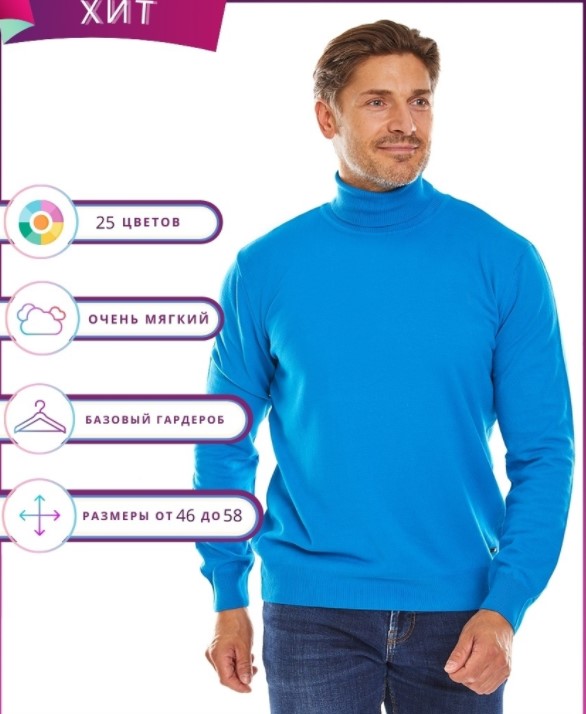 ХИТ
25 ЦВЕТОВ
ОЧЕНЬ МЯГКИЙ
БАЗОВЫЙ ГАРДЕРОБ
РАЗМЕРЫ ОТ 46 ДО 58